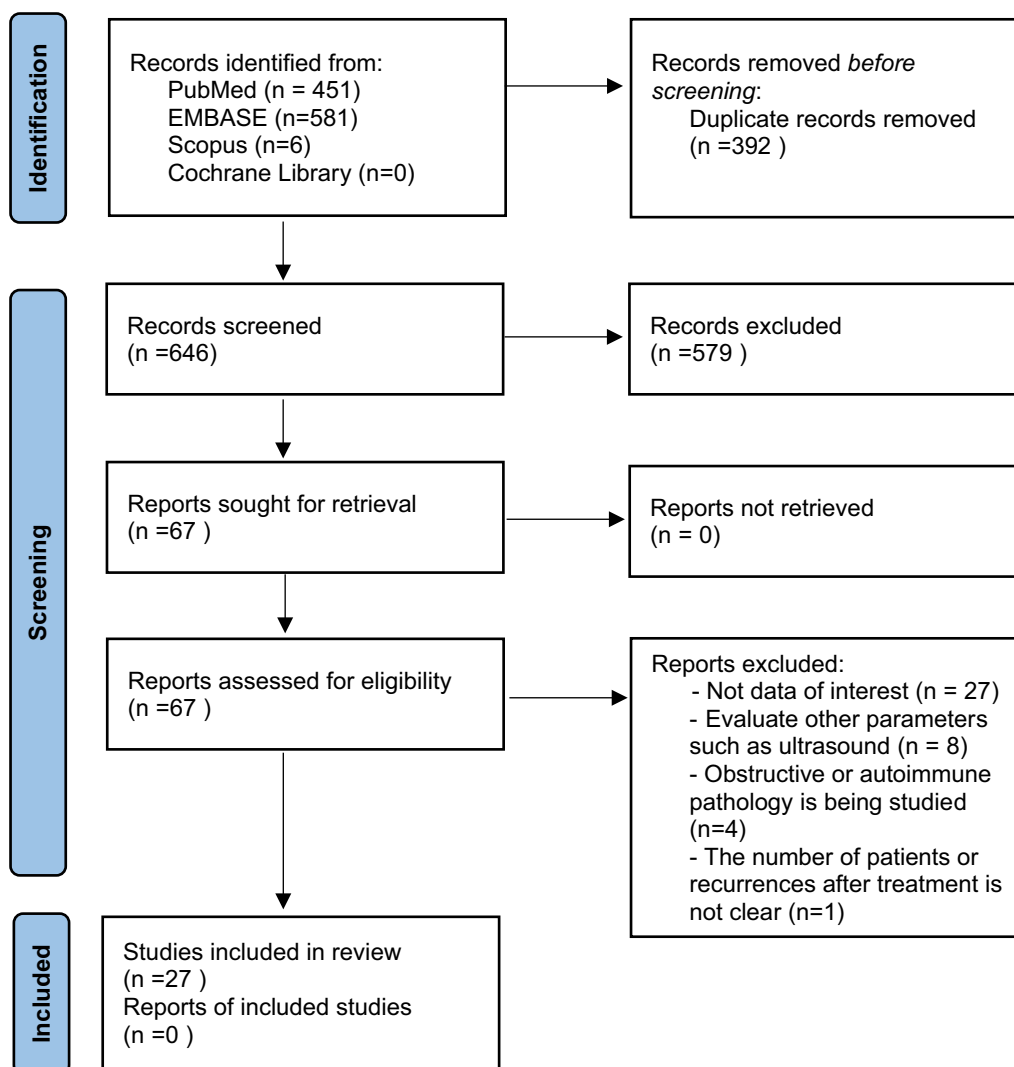 Identification
Records identified from:
PubMed (n = 451)
EMBASE (n=581)
Scopus (n=6)
Cochrane Library (n=0)
Records removed before
screening:
Duplicate records removed
(n =392 )
Screening
Records screened
(n =646)
Records excluded
(n =579 )
Reports sought for retrieval
(n =67 )
Reports not retrieved
(n = 0)
Reports assessed for eligibility
(n =67 )
Reports excluded:
- Not data of interest (n = 27)
- Evaluate other parameters
such as ultrasound (n = 8)
- Obstructive or autoimmune
pathology is being studied
(n=4)
- The number of patients or
recurrences after treatment is
not clear (n=1)
Included
Studies included in review
(n =27 )
Reports of included studies
(n =0 )